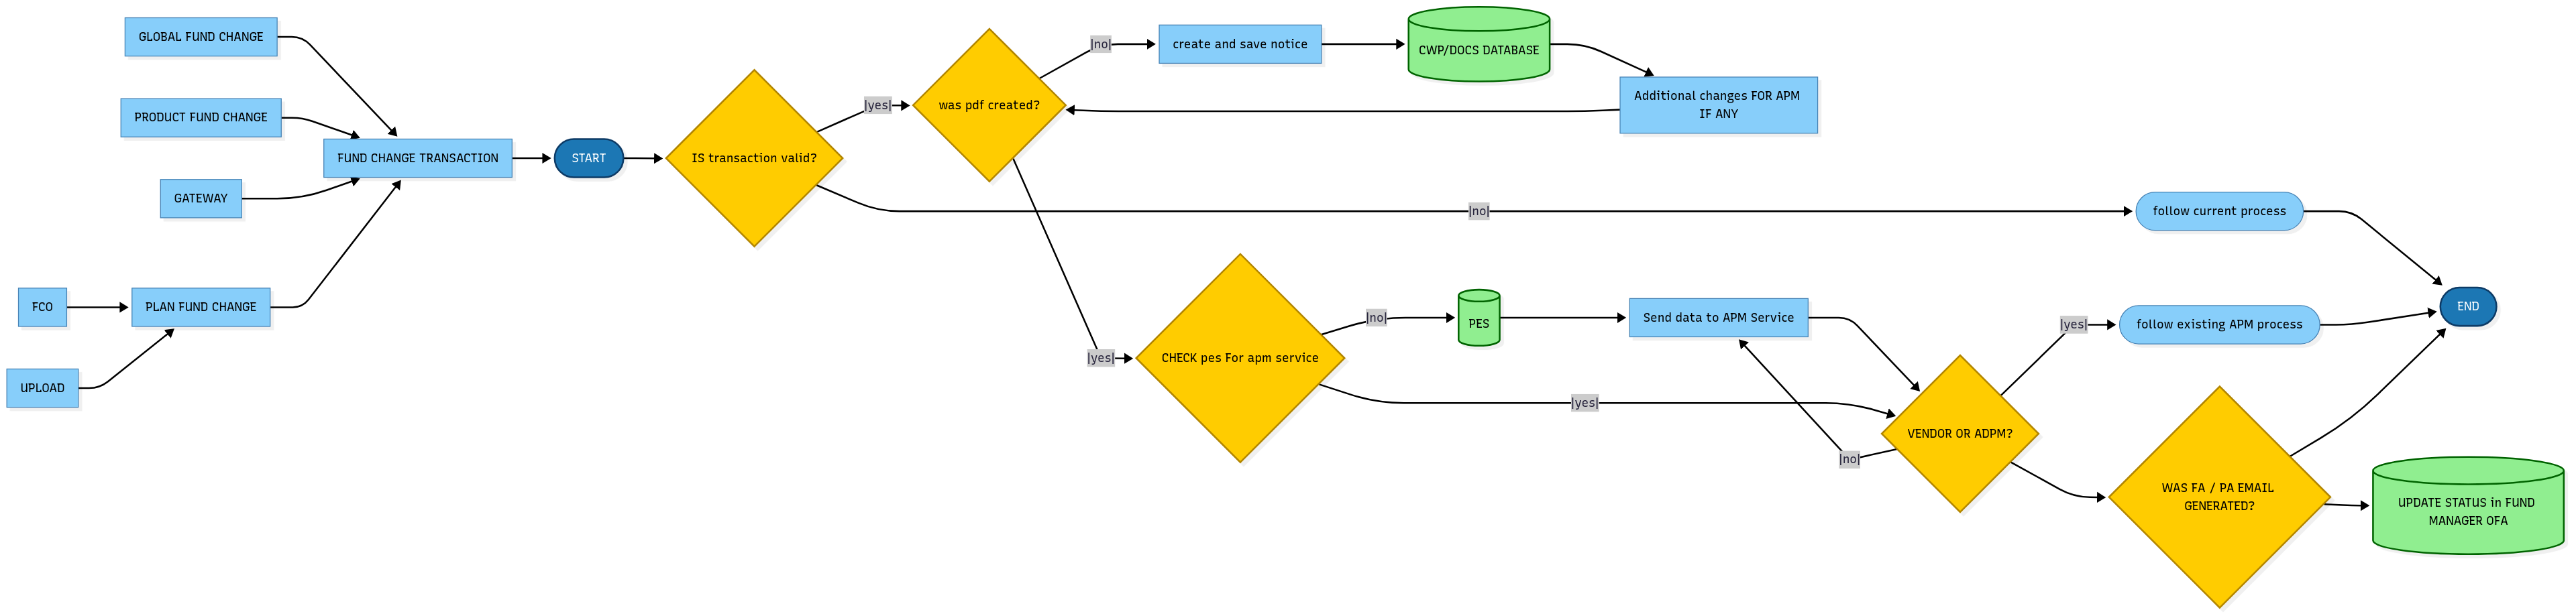 GLOBAL FUND CHANGE
PRODUCT FUND CHANGE
GATEWAY
FCO
UPLOAD
PLAN FUND CHANGE
FUND CHANGE TRANSACTION
START
IS transaction valid?
|yes|
was pdf created?
|no|
create and save notice
CWP/DOCS DATABASE
Additional changes FOR APM
IF ANY
|no|
follow current process
|yes|
CHECK pes For apm service
|no|
PES
Send data to APM Service
|yes|
|no|
VENDOR OR ADPM?
|yes|
follow existing APM process
END
WAS FA / PA EMAIL
GENERATED?
UPDATE STATUS in FUND
MANAGER OFA